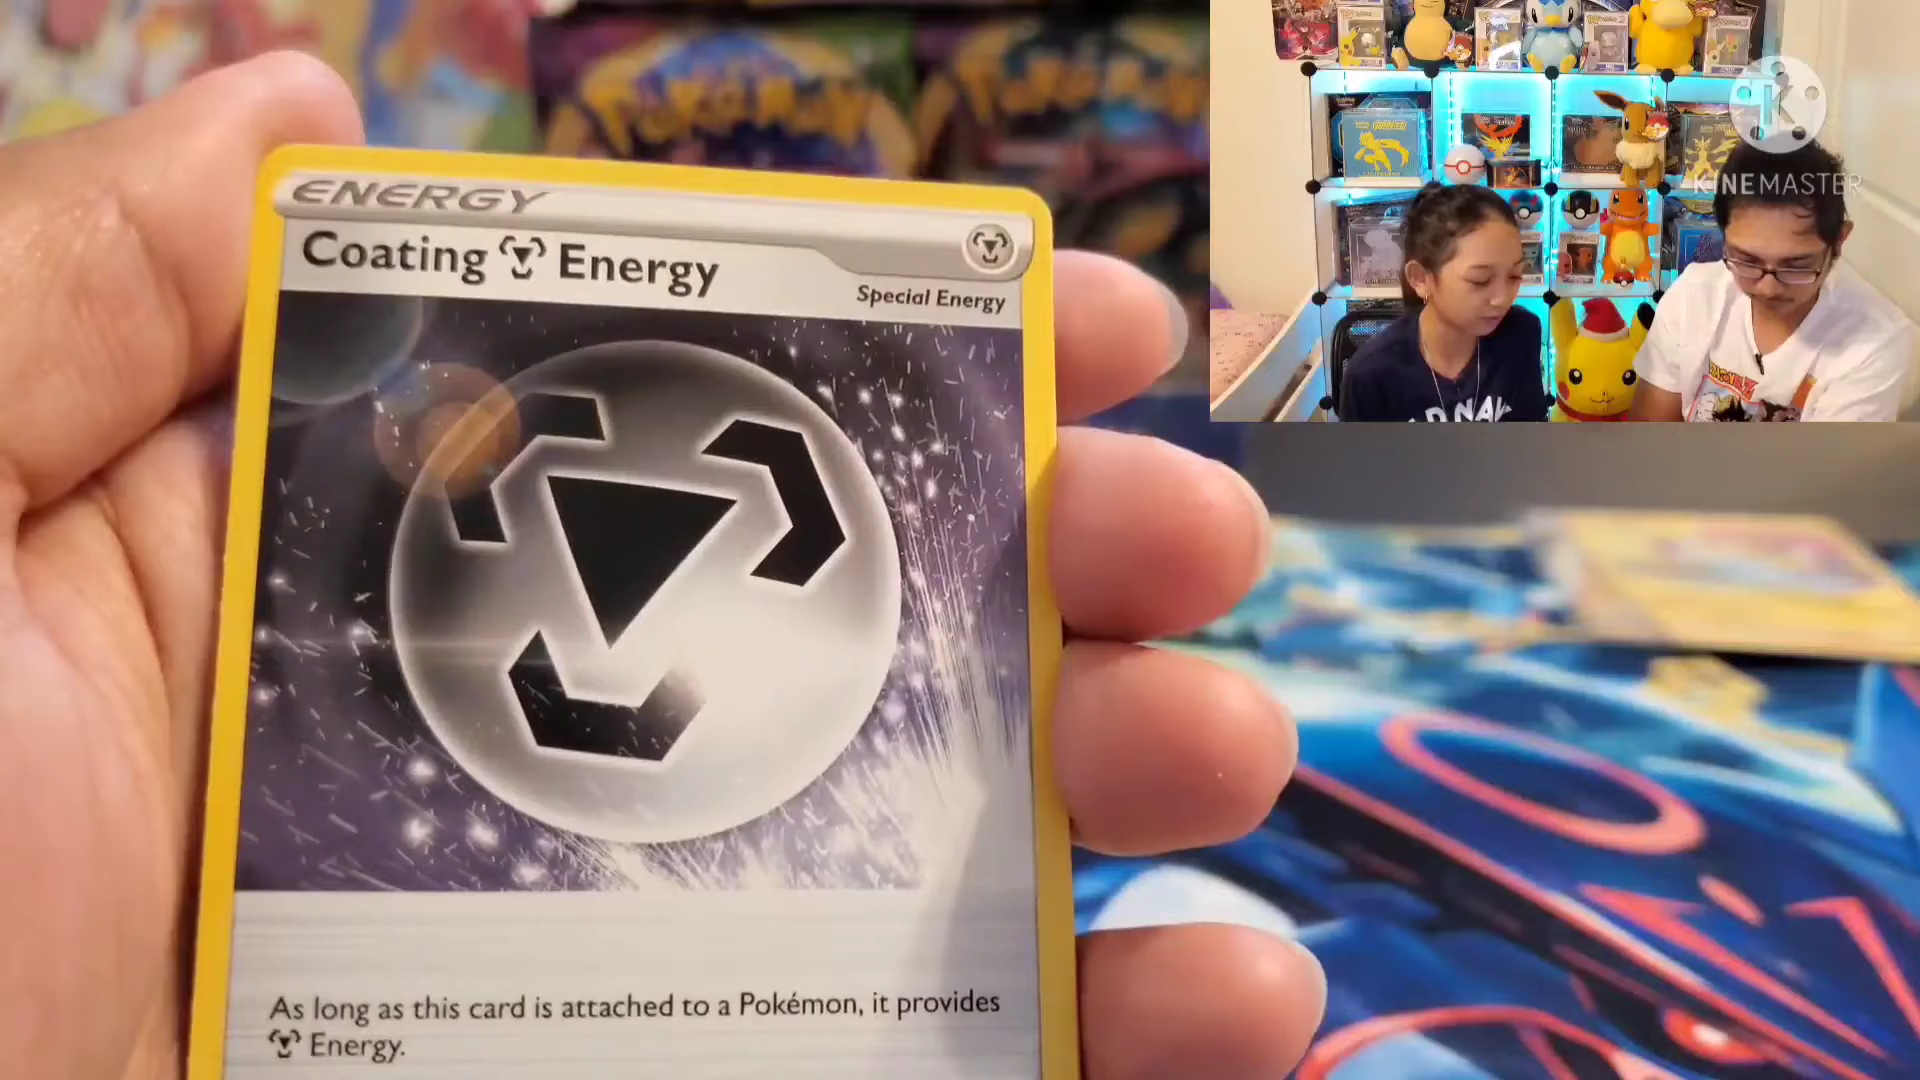 ENERGY
Coating Energy
Special Energy
As long as this card is attached to a Pokémon, it provides
Energy.
KINEMASTER